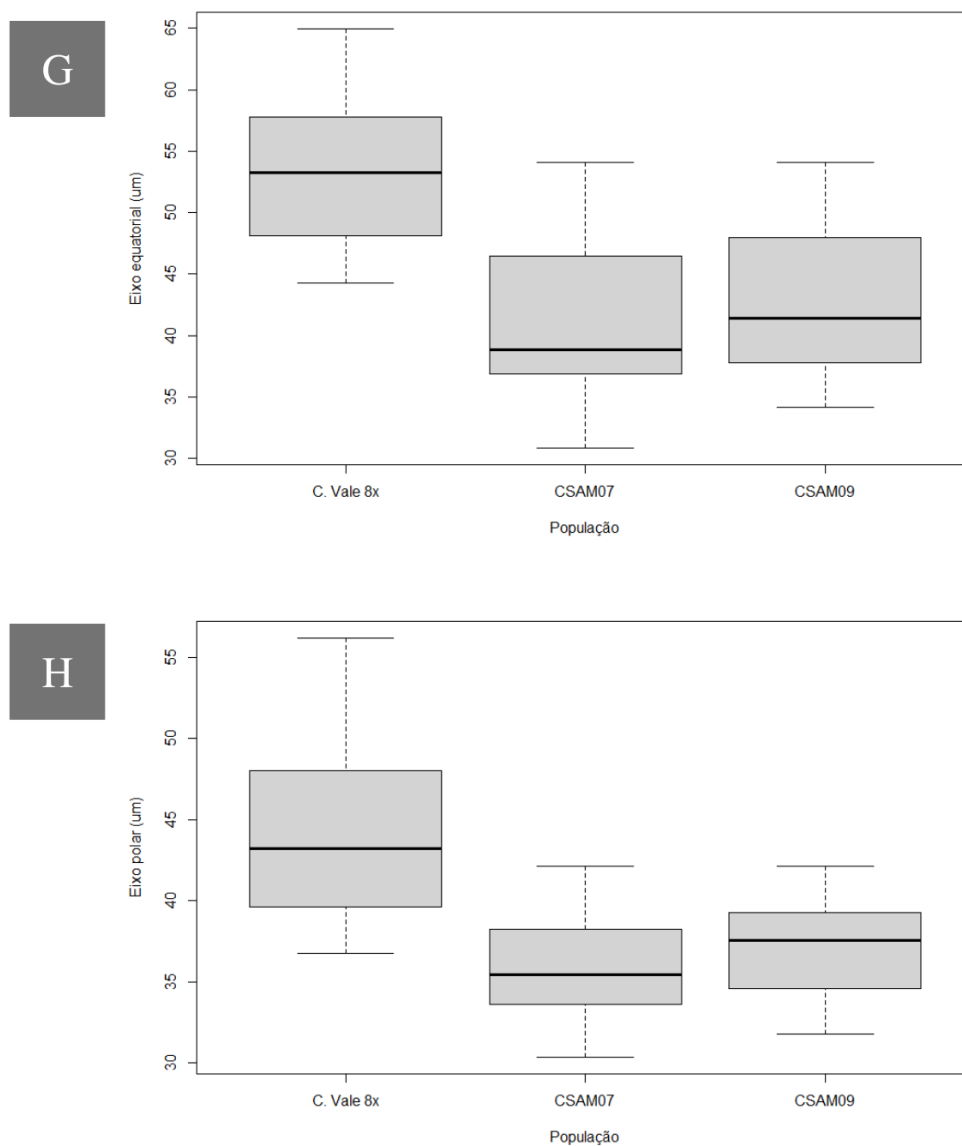 G
65
60
55
50
45
40
35
30
Eixo equatorial (um)
C. Vale 8x CSAM07 CSAM09
População
H
55
50
45
40
35
30
Eixo polar (um)
C. Vale 8x CSAM07 CSAM09
População